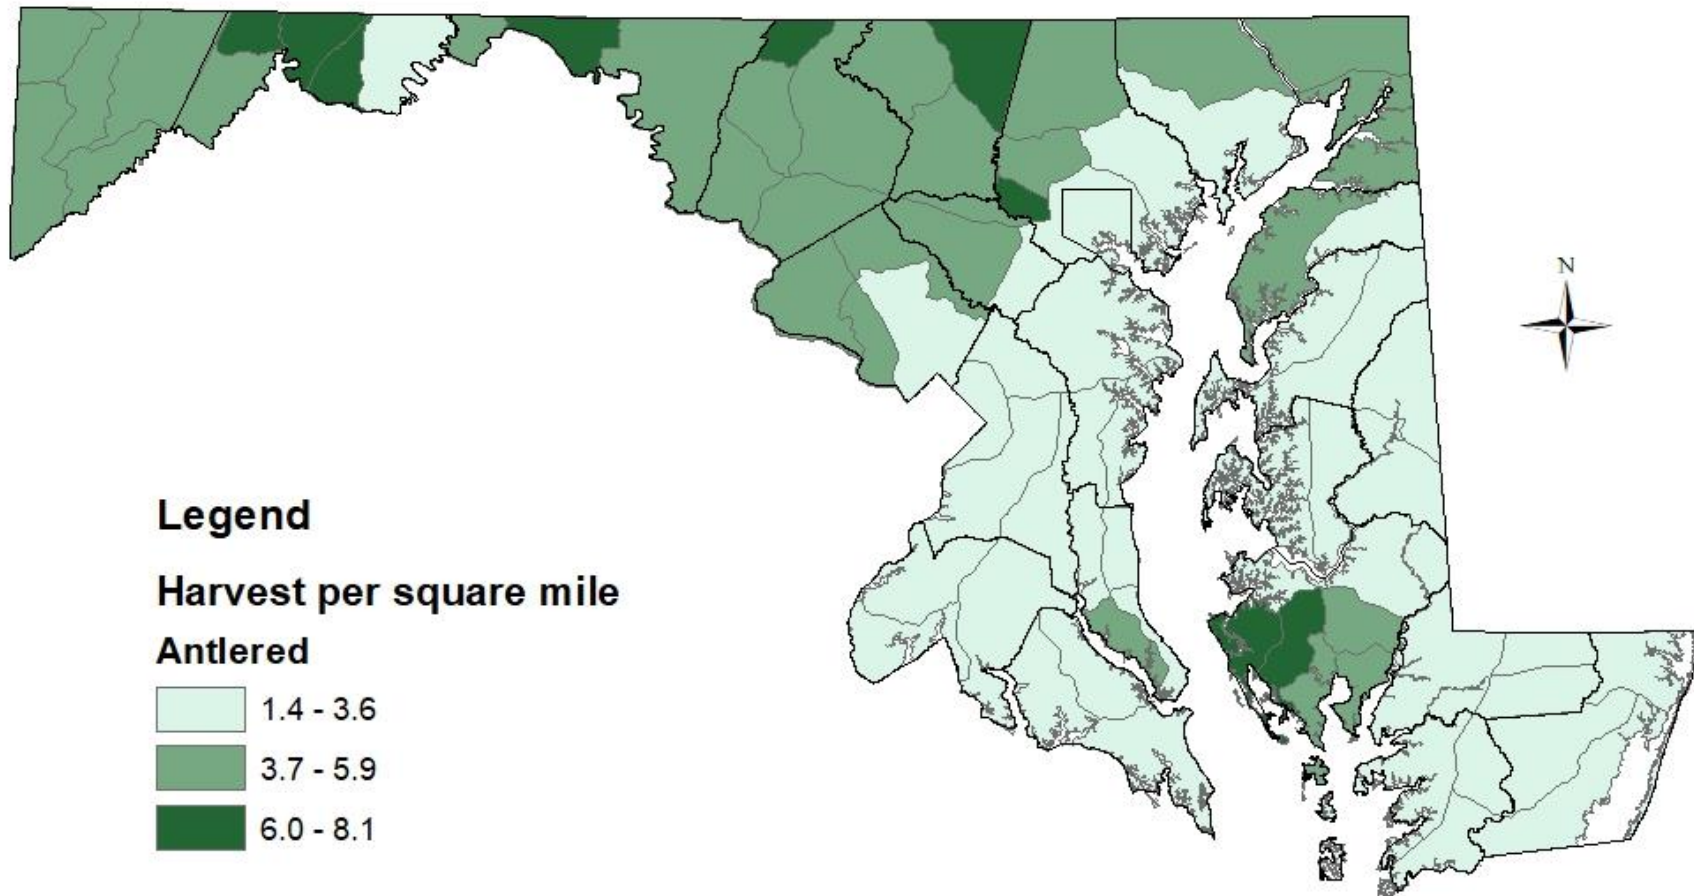 N
Legend
Harvest per square mile
Antlered
1.4 - 3.6
3.7 - 5.9
6.0 - 8.1